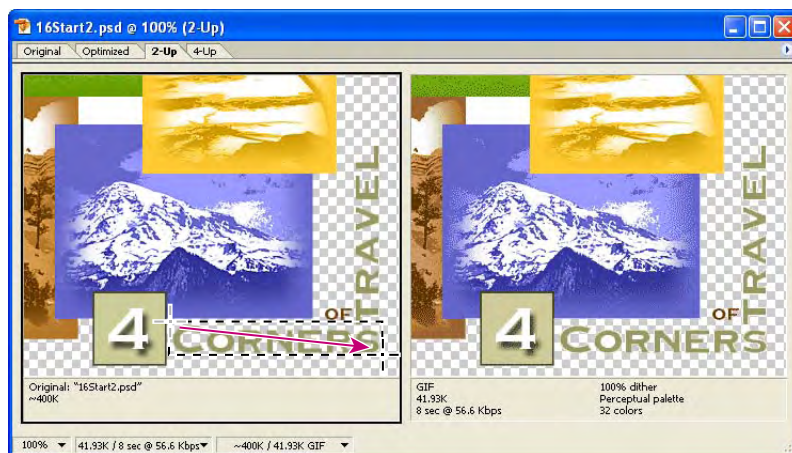 16Start2.psd @ 100% (2-Up)
Original Optimized 2-Up 4-Up
TRAVEL
OF
4 CORNERS
TRAVEL
OF
4 CORNERS
Original: "16Start2.psd"
~400K
GIF
41.93K
8 sec @ 56.6 Kbps
100% dither
Perceptual palette
32 colors
100% 41.93K / 8 sec @ 56.6 Kbps ~400K / 41.93K GIF